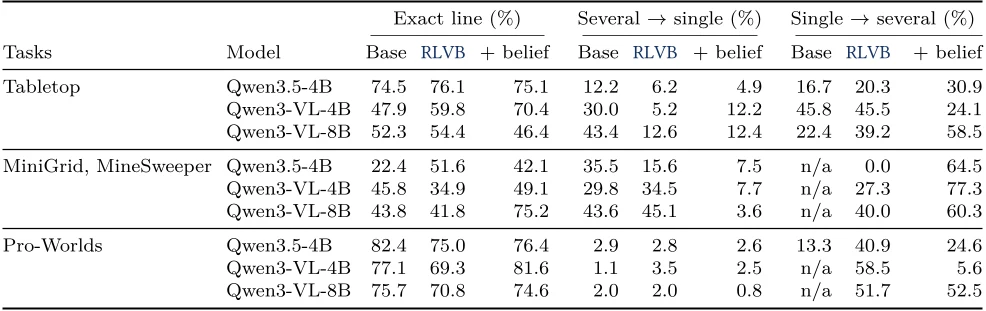 Exact line (%) Several → single (%) Single → several (%)
Tasks Model Base RLVB + belief Base RLVB + belief Base RLVB + belief
Tabletop Qwen3.5-4B 74.5 76.1 75.1 12.2 6.2 4.9 16.7 20.3 30.9
Qwen3-VL-4B 47.9 59.8 70.4 30.0 5.2 12.2 45.8 45.5 24.1
Qwen3-VL-8B 52.3 54.4 46.4 43.4 12.6 12.4 22.4 39.2 58.5
MiniGrid, MineSweeper Qwen3.5-4B 22.4 51.6 42.1 35.5 15.6 7.5 n/a 0.0 64.5
Qwen3-VL-4B 45.8 34.9 49.1 29.8 34.5 7.7 n/a 27.3 77.3
Qwen3-VL-8B 43.8 41.8 75.2 43.6 45.1 3.6 n/a 40.0 60.3
Pro-Worlds Qwen3.5-4B 82.4 75.0 76.4 2.9 2.8 2.6 13.3 40.9 24.6
Qwen3-VL-4B 77.1 69.3 81.6 1.1 3.5 2.5 n/a 58.5 5.6
Qwen3-VL-8B 75.7 70.8 74.6 2.0 2.0 0.8 n/a 51.7 52.5